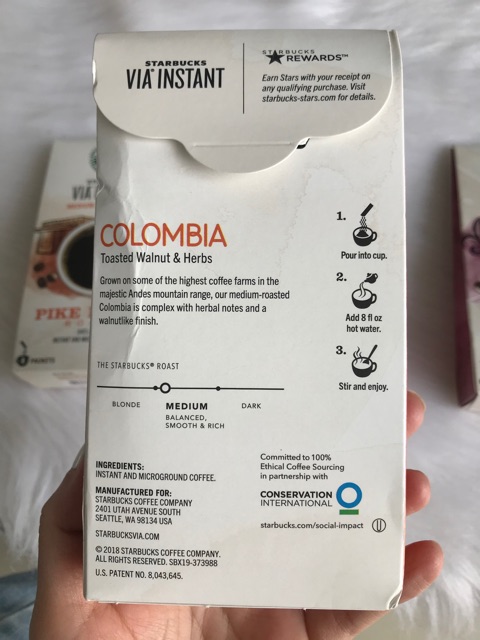 STARBUCKS
VIA® INSTANT
STARBUCKS
REWARDS™
Earn Stars with your receipt on
any qualifying purchase. Visit
starbucks-stars.com for details.
COLOMBIA
Toasted Walnut & Herbs
Grown on some of the highest coffee farms in the
majestic Andes mountain range, our medium-roasted
Colombia is complex with herbal notes and a
walnutlike finish.
1.
Pour into cup.
2.
Add 8 fl oz
hot water.
3.
Stir and enjoy.
THE STARBUCKS® ROAST
BLONDE
MEDIUM
DARK
BALANCED,
SMOOTH & RICH
INGREDIENTS:
INSTANT AND MICROGROUND COFFEE.
MANUFACTURED FOR:
STARBUCKS COFFEE COMPANY
2401 UTAH AVENUE SOUTH
SEATTLE, WA 98134 USA
STARBUCKSVIA.COM
© 2018 STARBUCKS COFFEE COMPANY.
ALL RIGHTS RESERVED. SBX19-373988
U.S. PATENT NO. 8,043,645.
Committed to 100%
Ethical Coffee Sourcing
in partnership with
CONSERVATION
INTERNATIONAL
starbucks.com/social-impact
VIA
PIKE
PACKETS